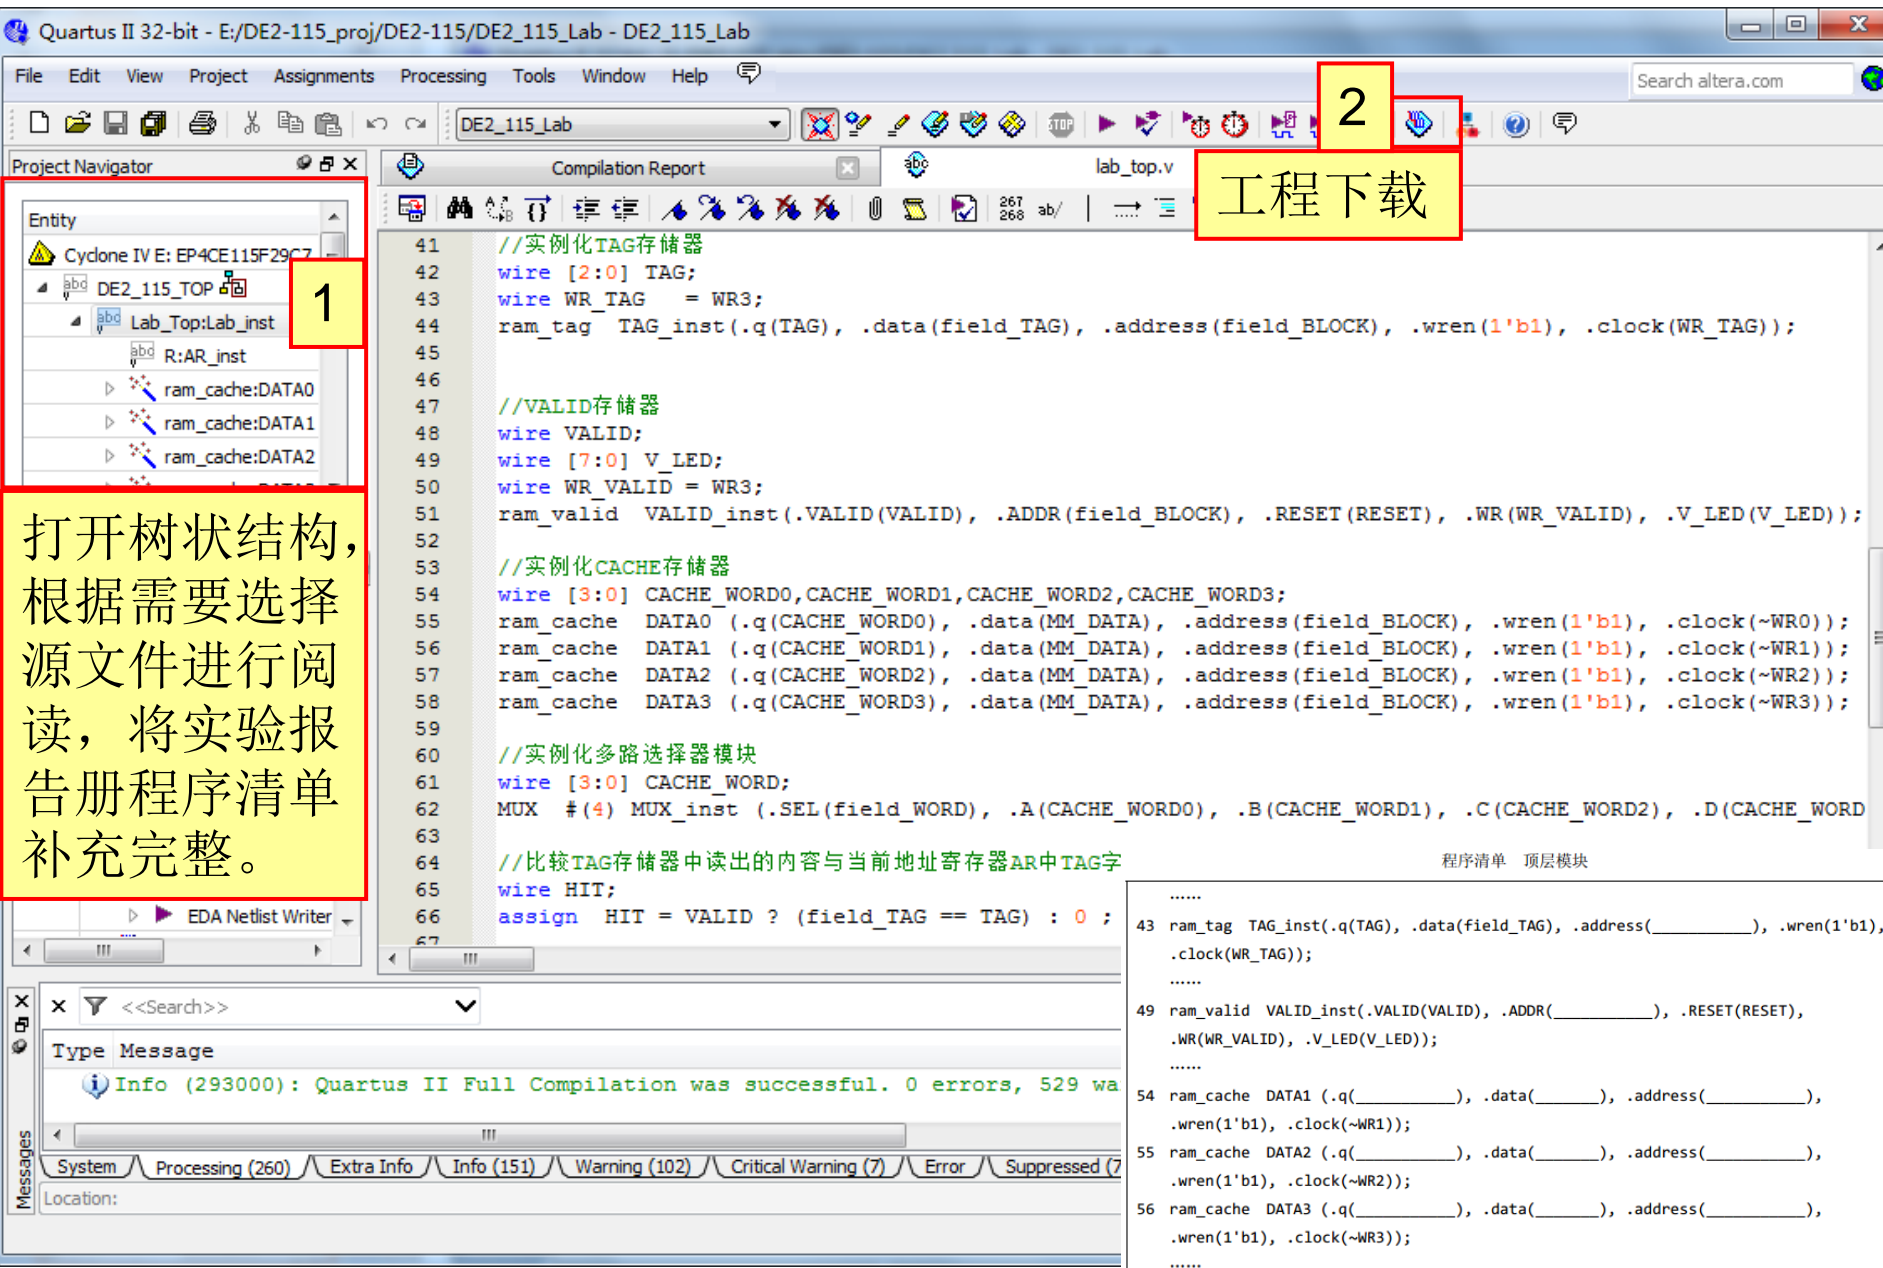 Quartus II 32-bit - E:/DE2-115_proj/DE2-115/DE2_115_Lab - DE2_115_Lab
File Edit View Project Assignments Processing Tools Window Help
Search altera.com
DE2_115_Lab
2
工程下载
Project Navigator
Compilation Report
lab_top.v
267
268
ab/
Entity
Cyclone IV E: EP4CE115F29C7
DE2_115_TOP
1
Lab_Top:Lab_inst
R:AR_inst
ram_cache:DATA0
ram_cache:DATA1
ram_cache:DATA2
打开树状结构，
根据需要选择
源文件进行阅
读，将实验报
告册程序清单
补充完整。
EDA Netlist Writer
41 //实例化TAG存储器
42 wire [2:0] TAG;
43 wire WR_TAG   = WR3;
44 ram_tag  TAG_inst(.q(TAG), .data(field_TAG), .address(field_BLOCK), .wren(1'b1), .clock(WR_TAG));
45
46
47 //VALID存储器
48 wire VALID;
49 wire [7:0] V_LED;
50 wire WR_VALID = WR3;
51 ram_valid  VALID_inst(.VALID(VALID), .ADDR(field_BLOCK), .RESET(RESET), .WR(WR_VALID), .V_LED(V_LED));
52
53 //实例化CACHE存储器
54 wire [3:0] CACHE_WORD0,CACHE_WORD1,CACHE_WORD2,CACHE_WORD3;
55 ram_cache  DATA0 (.q(CACHE_WORD0), .data(MM_DATA), .address(field_BLOCK), .wren(1'b1), .clock(~WR0));
56 ram_cache  DATA1 (.q(CACHE_WORD1), .data(MM_DATA), .address(field_BLOCK), .wren(1'b1), .clock(~WR1));
57 ram_cache  DATA2 (.q(CACHE_WORD2), .data(MM_DATA), .address(field_BLOCK), .wren(1'b1), .clock(~WR2));
58 ram_cache  DATA3 (.q(CACHE_WORD3), .data(MM_DATA), .address(field_BLOCK), .wren(1'b1), .clock(~WR3));
59
60 //实例化多路选择器模块
61 wire [3:0] CACHE_WORD;
62 MUX  #(4) MUX_inst (.SEL(field_WORD), .A(CACHE_WORD0), .B(CACHE_WORD1), .C(CACHE_WORD2), .D(CACHE_WORD
63
64 //比较TAG存储器中读出的内容与当前地址寄存器AR中TAG字
65 wire HIT;
66 assign  HIT = VALID ? (field_TAG == TAG) : 0 ;
67
程序清单 顶层模块
……
43 ram_tag  TAG_inst(.q(TAG), .data(field_TAG), .address(___________), .wren(1'b1),
.clock(WR_TAG));
……
49 ram_valid  VALID_inst(.VALID(VALID), .ADDR(___________), .RESET(RESET),
.WR(WR_VALID), .V_LED(V_LED));
……
54 ram_cache  DATA1 (.q(___________), .data(_______), .address(___________),
.wren(1'b1), .clock(~WR1));
55 ram_cache  DATA2 (.q(___________), .data(_______), .address(___________),
.wren(1'b1), .clock(~WR2));
56 ram_cache  DATA3 (.q(___________), .data(_______), .address(___________),
.wren(1'b1), .clock(~WR3));
……
<<Search>>
Type Message
Info (293000): Quartus II Full Compilation was successful. 0 errors, 529 wa
System Processing (260) Extra Info Info (151) Warning (102) Critical Warning (7) Error Suppressed (7
Location:
Messages